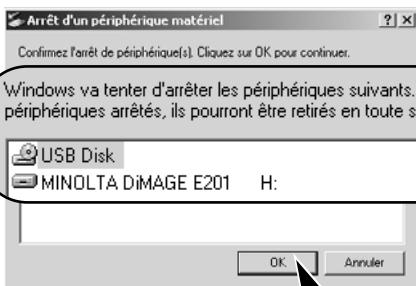 Arrêt d'un périphérique matériel
Confirmez l'arrêt de périphérique(s). Cliquez sur OK pour continuer.
Windows va tenter d'arrêter les périphériques suivants.
périphériques arrêtés, ils pourront être retirés en toute s
USB Disk
MINOLTA DiMAGE E201 H:
OK
Annuler